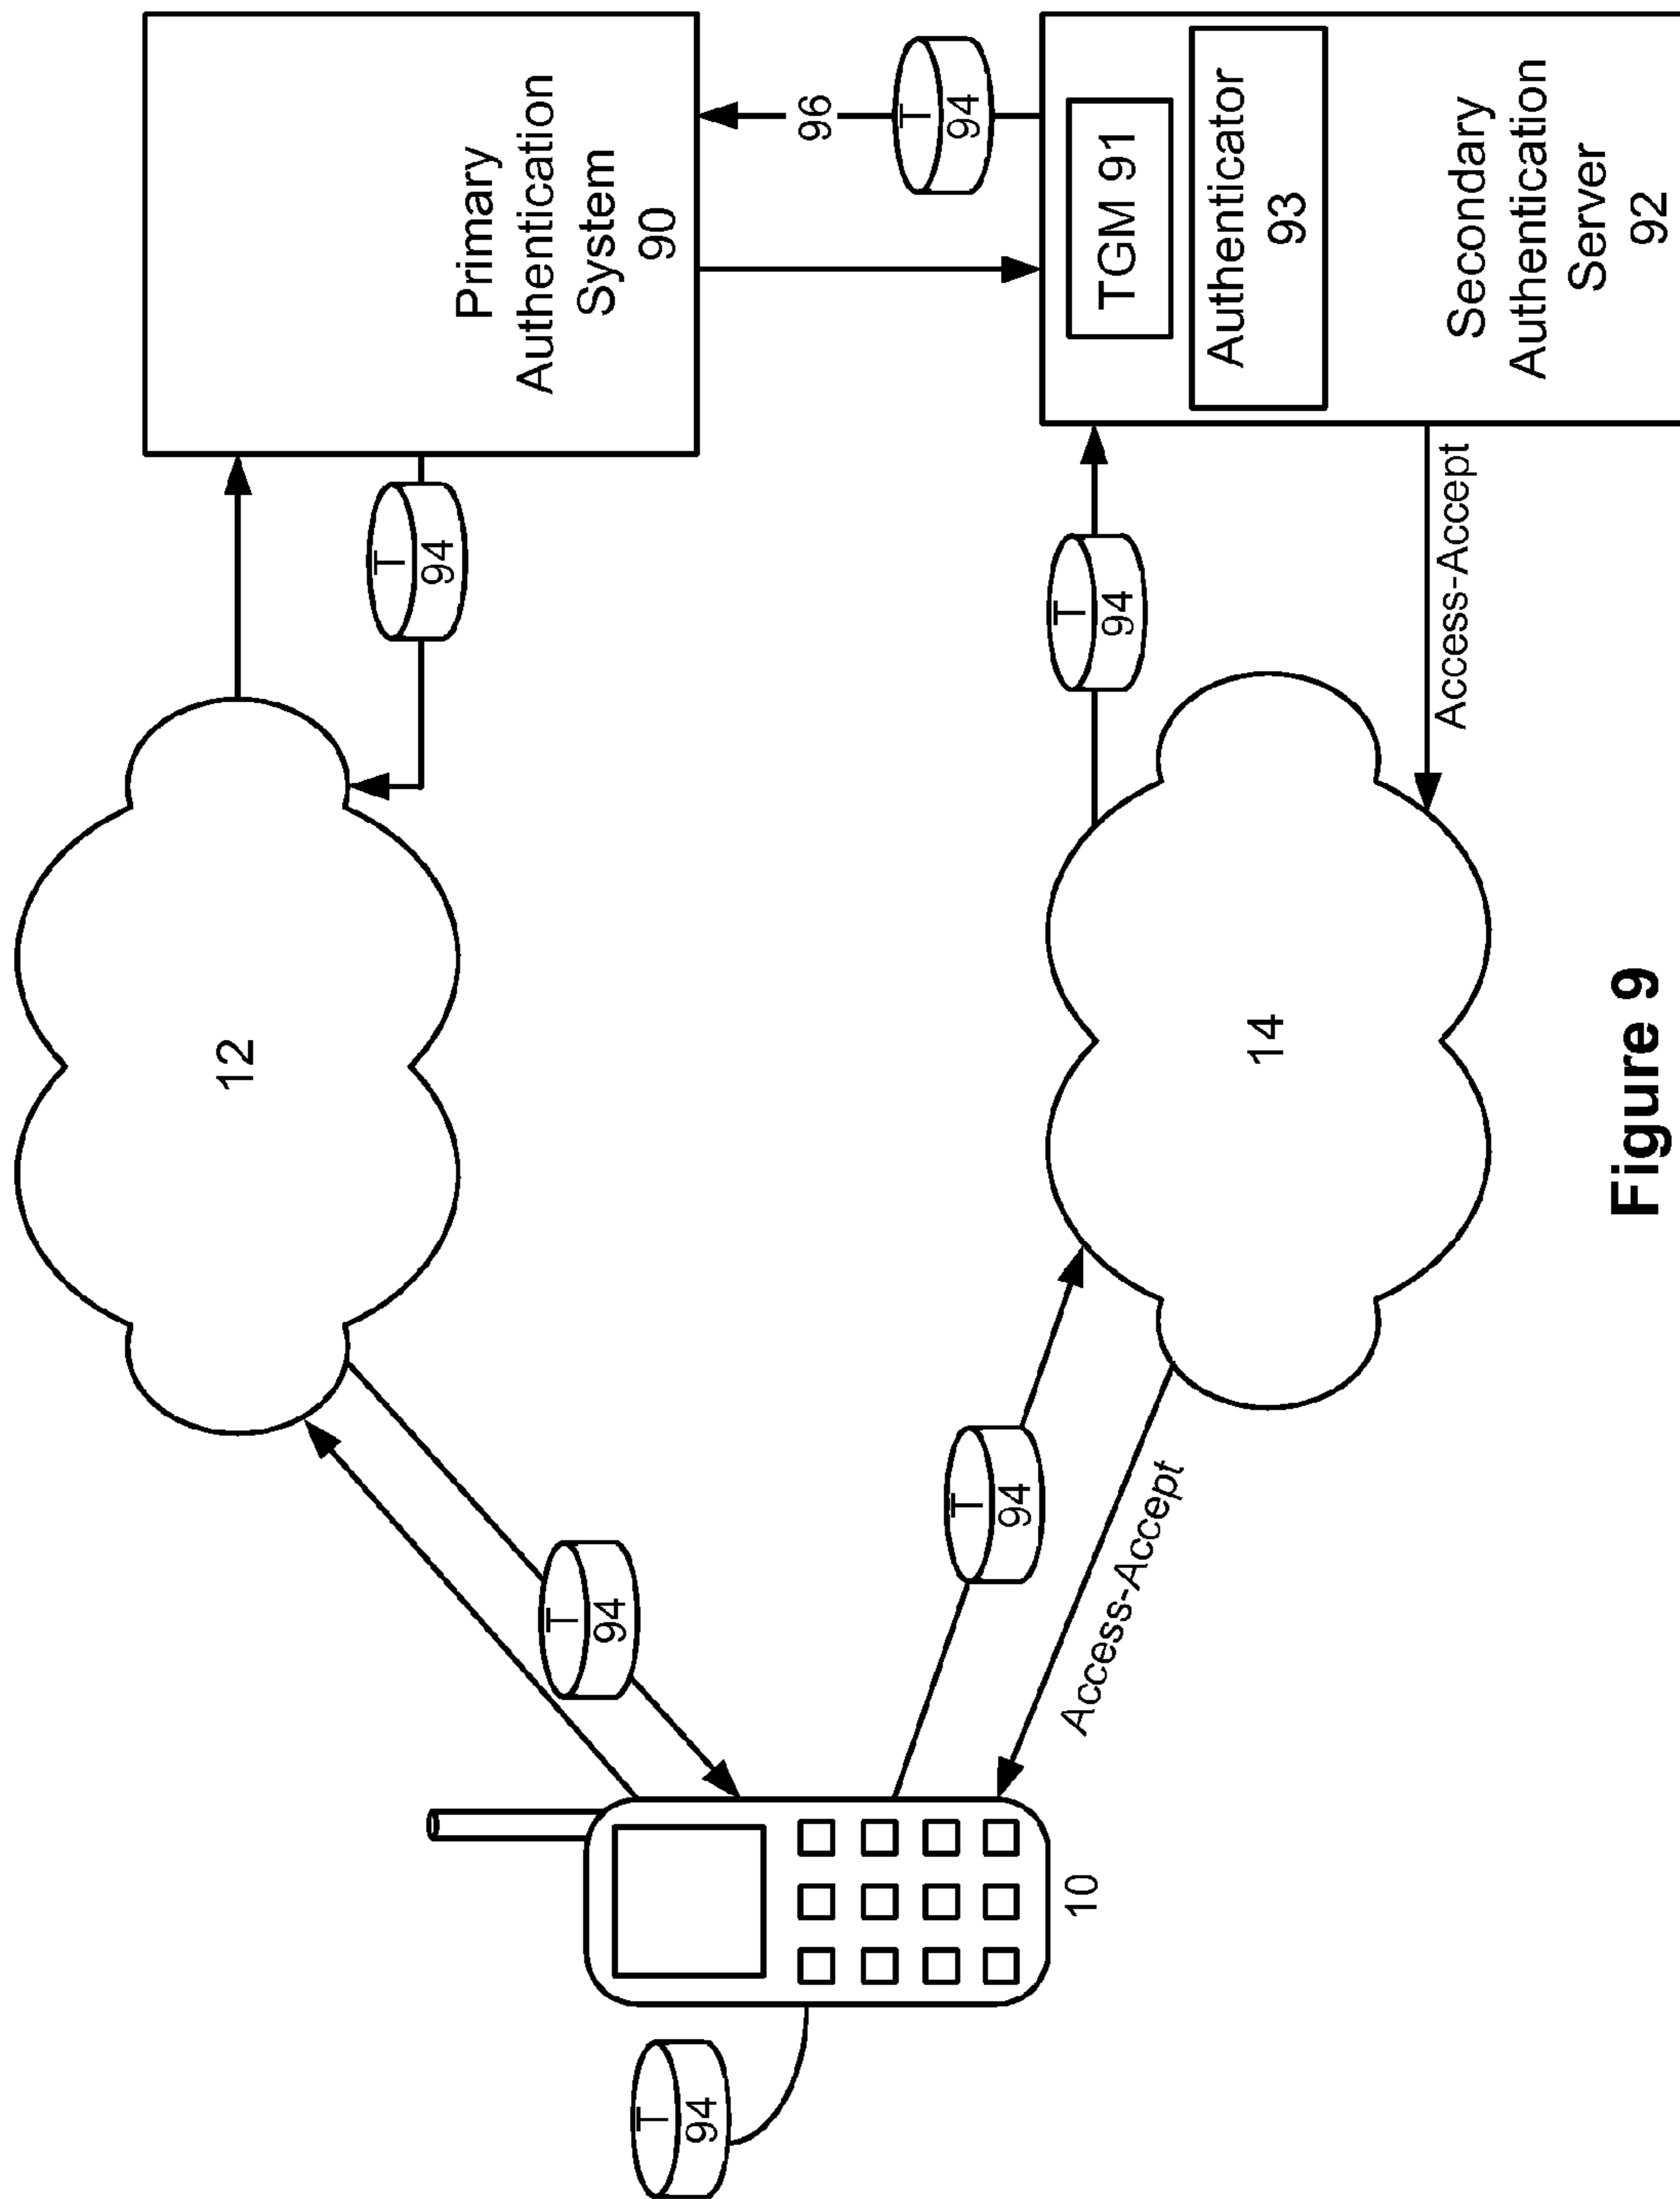 12
T
94
Primary
Authentication
System
90
T
94
T
94
96
T
94
T
94
T
94
10
TGM 91
Access-Accept
Authenticator
93
14
Access-Accept
Secondary
Authentication
Server
92
Figure 9